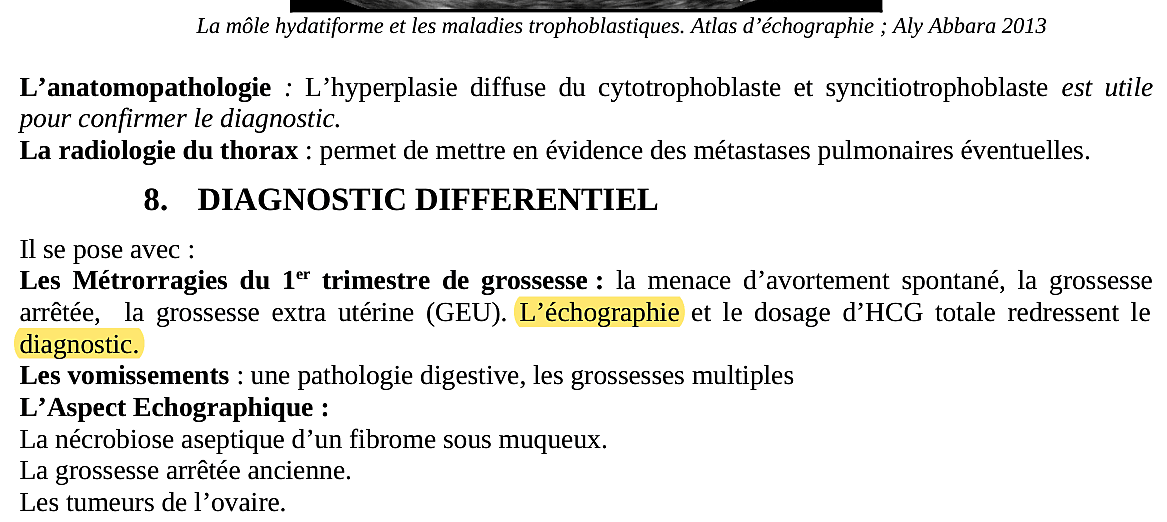 La môle hydatiforme et les maladies trophoblastiques. Atlas d’échographie ; Aly Abbara 2013
L’anatomopathologie : L’hyperplasie diffuse du cytotrophoblaste et syncitiotrophoblaste est utile
pour confirmer le diagnostic.
La radiologie du thorax : permet de mettre en évidence des métastases pulmonaires éventuelles.
8. DIAGNOSTIC DIFFERENTIEL
Il se pose avec :
Les Métrorragies du 1er trimestre de grossesse : la menace d’avortement spontané, la grossesse
arrêtée, la grossesse extra utérine (GEU). L’échographie et le dosage d’HCG totale redressent le
diagnostic.
Les vomissements : une pathologie digestive, les grossesses multiples
L’Aspect Echographique :
La nécrobiose aseptique d’un fibrome sous muqueux.
La grossesse arrêtée ancienne.
Les tumeurs de l’ovaire.